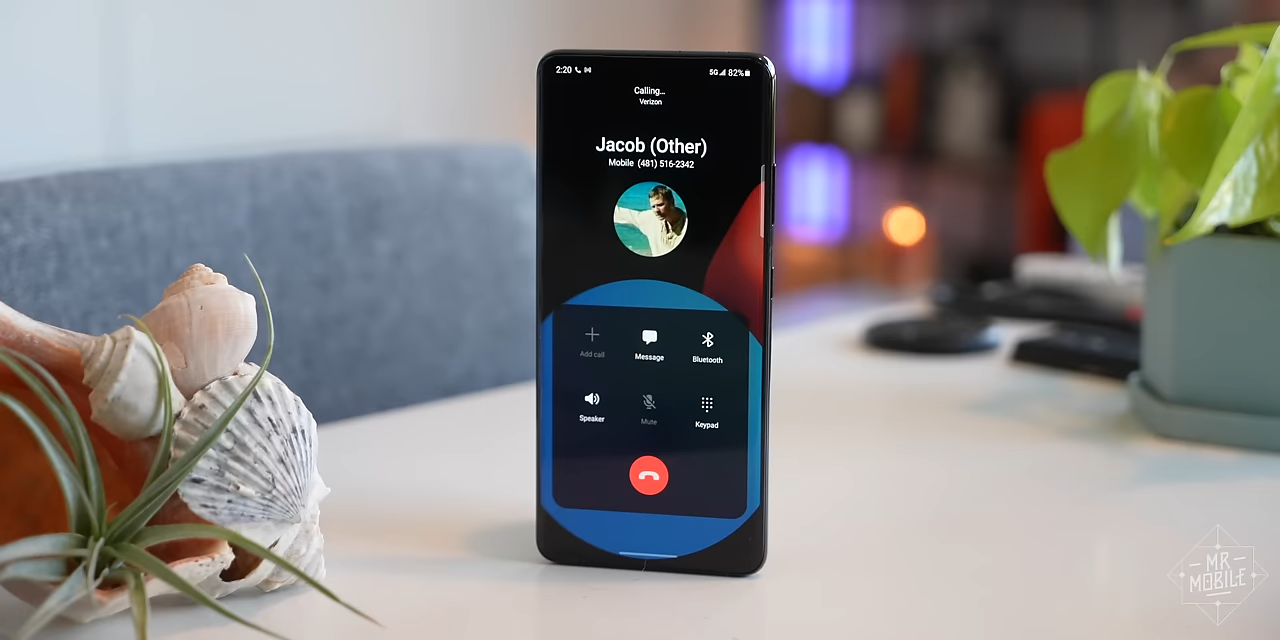 2:20
5G 82%
Calling...
Verizon
Jacob (Other)
Mobile (481) 516-2342
Add call
Message
Bluetooth
Speaker
Mute
Keypad
MR
MOBILE